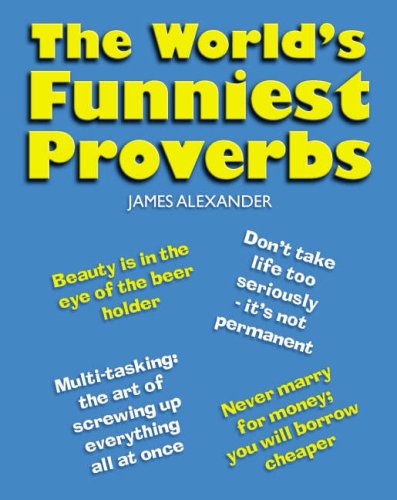 The World's
Funniest
Proverbs
JAMES ALEXANDER
Beauty is in the
eye of the beer
holder
Don't take
life too
seriously
- it's not
permanent
Multi-tasking:
the art of
screwing up
everything
all at once
Never marry
for money;
you will borrow
cheaper